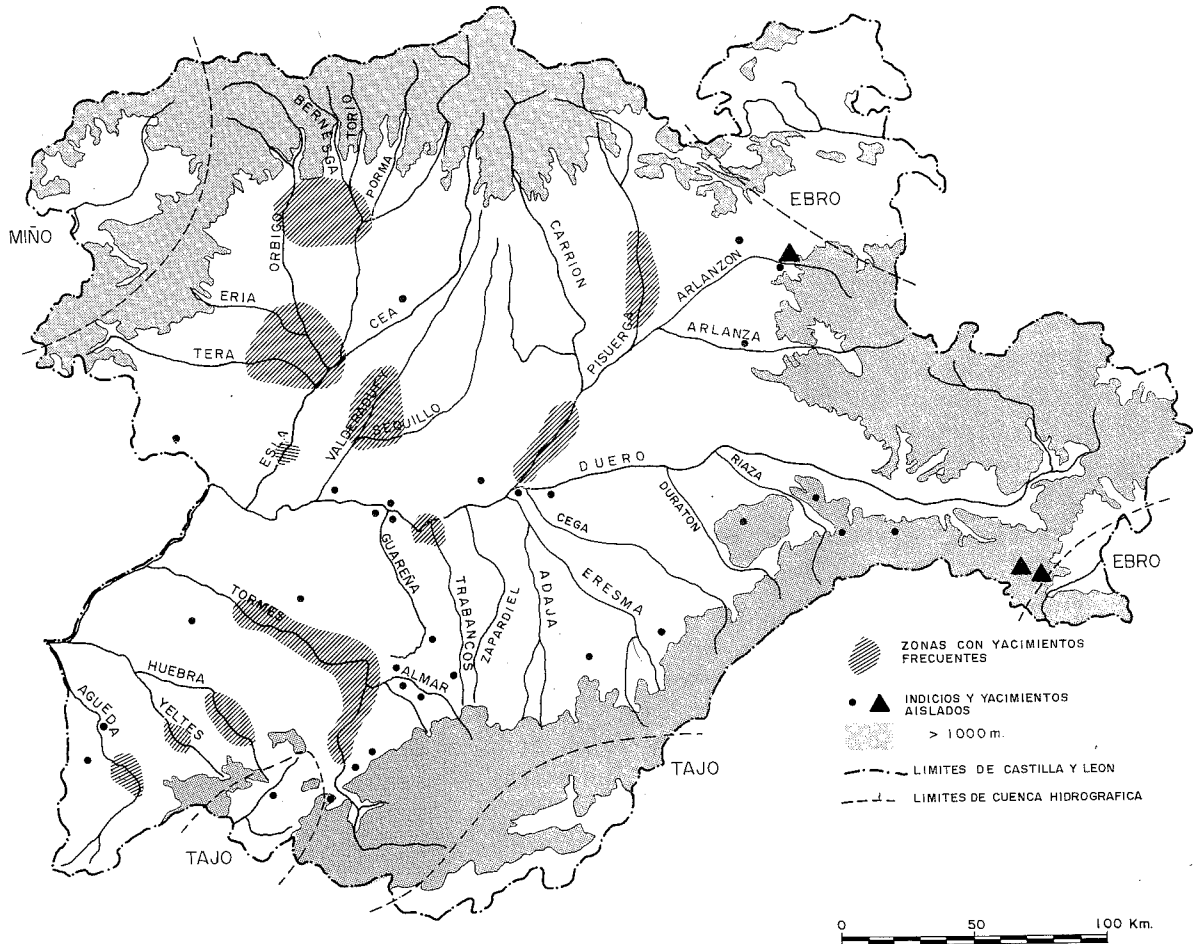 BERNESGA
TORIO
PORMA
ORBIGO
MIÑO
EBRO
CARRION
ERIA
CEA
ARLANZON
PISUERGA
ARLANZA
TERA
VALDERADUEY
SEQUILLO
ESLA
DUERO
RIAZA
DURATON
CEGA
GUAREÑA
TRABANCOS
ZAPARDIEL
ADAJA
ERESMA
EBRO
TORMES
HUEBRA
ALMAR
AGUEDA
YELTES
TAJO
TAJO
ZONAS CON YACIMIENTOS
FRECUENTES
INDICIOS Y YACIMIENTOS
AISLADOS
> 1000 m.
LIMITES DE CASTILLA Y LEON
LIMITES DE CUENCA HIDROGRAFICA
0 50 100 Km.